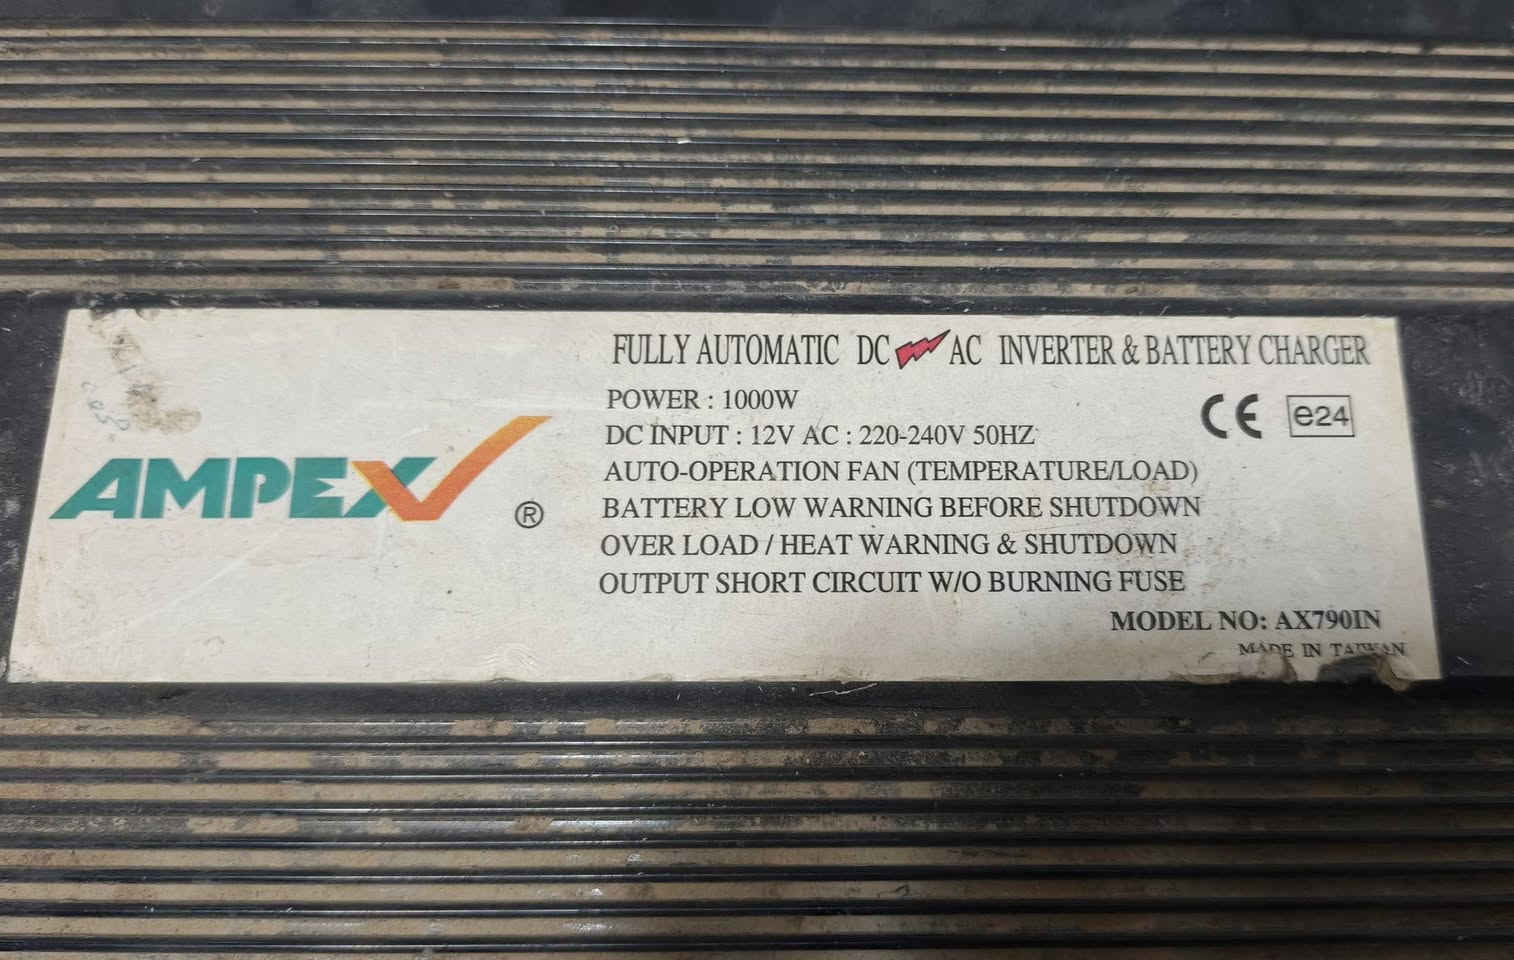 FULLY AUTOMATIC DC AC INVERTER & BATTERY CHARGER
POWER : 1000W
DC INPUT : 12V AC : 220-240V 50HZ
CE e24
AUTO-OPERATION FAN (TEMPERATURE/LOAD)
BATTERY LOW WARNING BEFORE SHUTDOWN
OVER LOAD / HEAT WARNING & SHUTDOWN
OUTPUT SHORT CIRCUIT W/O BURNING FUSE
AMPEX ®
MODEL NO: AX790IN
MADE IN TAIWAN